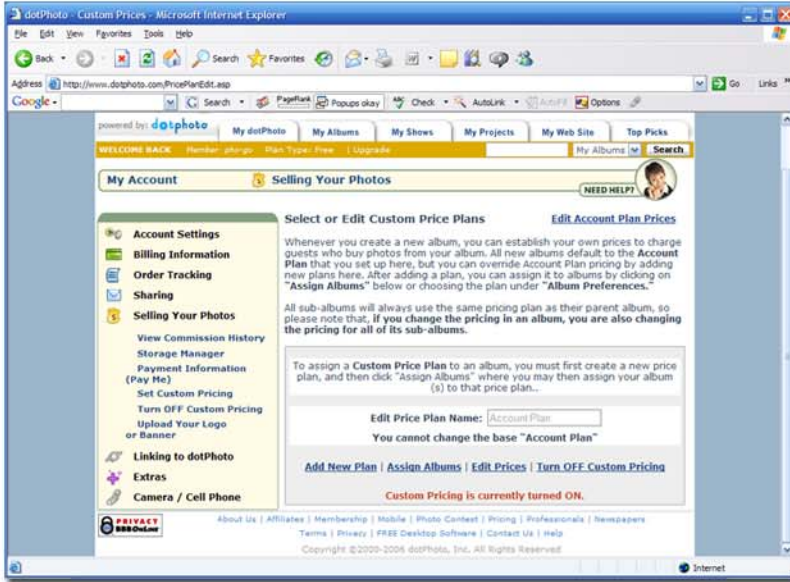 dotPhoto - Custom Prices - Microsoft Internet Explorer
File Edit View Favorites Tools Help
Back Search Favorites
Address http://www.dotphoto.com/PricePlanEdit.asp Go Links »
Google - Search PageRank Popups okay Check AutoLink AutoFill Options
powered by: dotphoto My dotPhoto My Albums My Shows My Projects My Web Site Top Picks
WELCOME BACK Member: Plan Type: Free | Upgrade My Albums Search
My Account Selling Your Photos NEED HELP?
Account Settings
Billing Information
Order Tracking
Sharing
Selling Your Photos
View Commission History
Storage Manager
Payment Information
(Pay Me)
Set Custom Pricing
Turn OFF Custom Pricing
Upload Your Logo
or Banner
Linking to dotPhoto
Extras
Camera / Cell Phone
Select or Edit Custom Price Plans Edit Account Plan Prices
Whenever you create a new album, you can establish your own prices to charge
guests who buy photos from your album. All new albums default to the Account
Plan that you set up here, but you can override Account Plan pricing by adding
new plans here. After adding a plan, you can assign it to albums by clicking on
"Assign Albums" below or choosing the plan under "Album Preferences."
All sub-albums will always use the same pricing plan as their parent album, so
please note that, if you change the pricing in an album, you are also changing
the pricing for all of its sub-albums.
To assign a Custom Price Plan to an album, you must first create a new price
plan, and then click "Assign Albums" where you may then assign your album
(s) to that price plan..
Edit Price Plan Name: Account Plan
You cannot change the base "Account Plan"
Add New Plan | Assign Albums | Edit Prices | Turn OFF Custom Pricing
Custom Pricing is currently turned ON.
PRIVACY
BBBOnLine
About Us | Affiliates | Membership | Mobile | Photo Contest | Pricing | Professionals | Newspapers
Terms | Privacy | FREE Desktop Software | Contact Us | Help
Copyright ©2000-2006 dotPhoto, Inc. All Rights Reserved
Internet